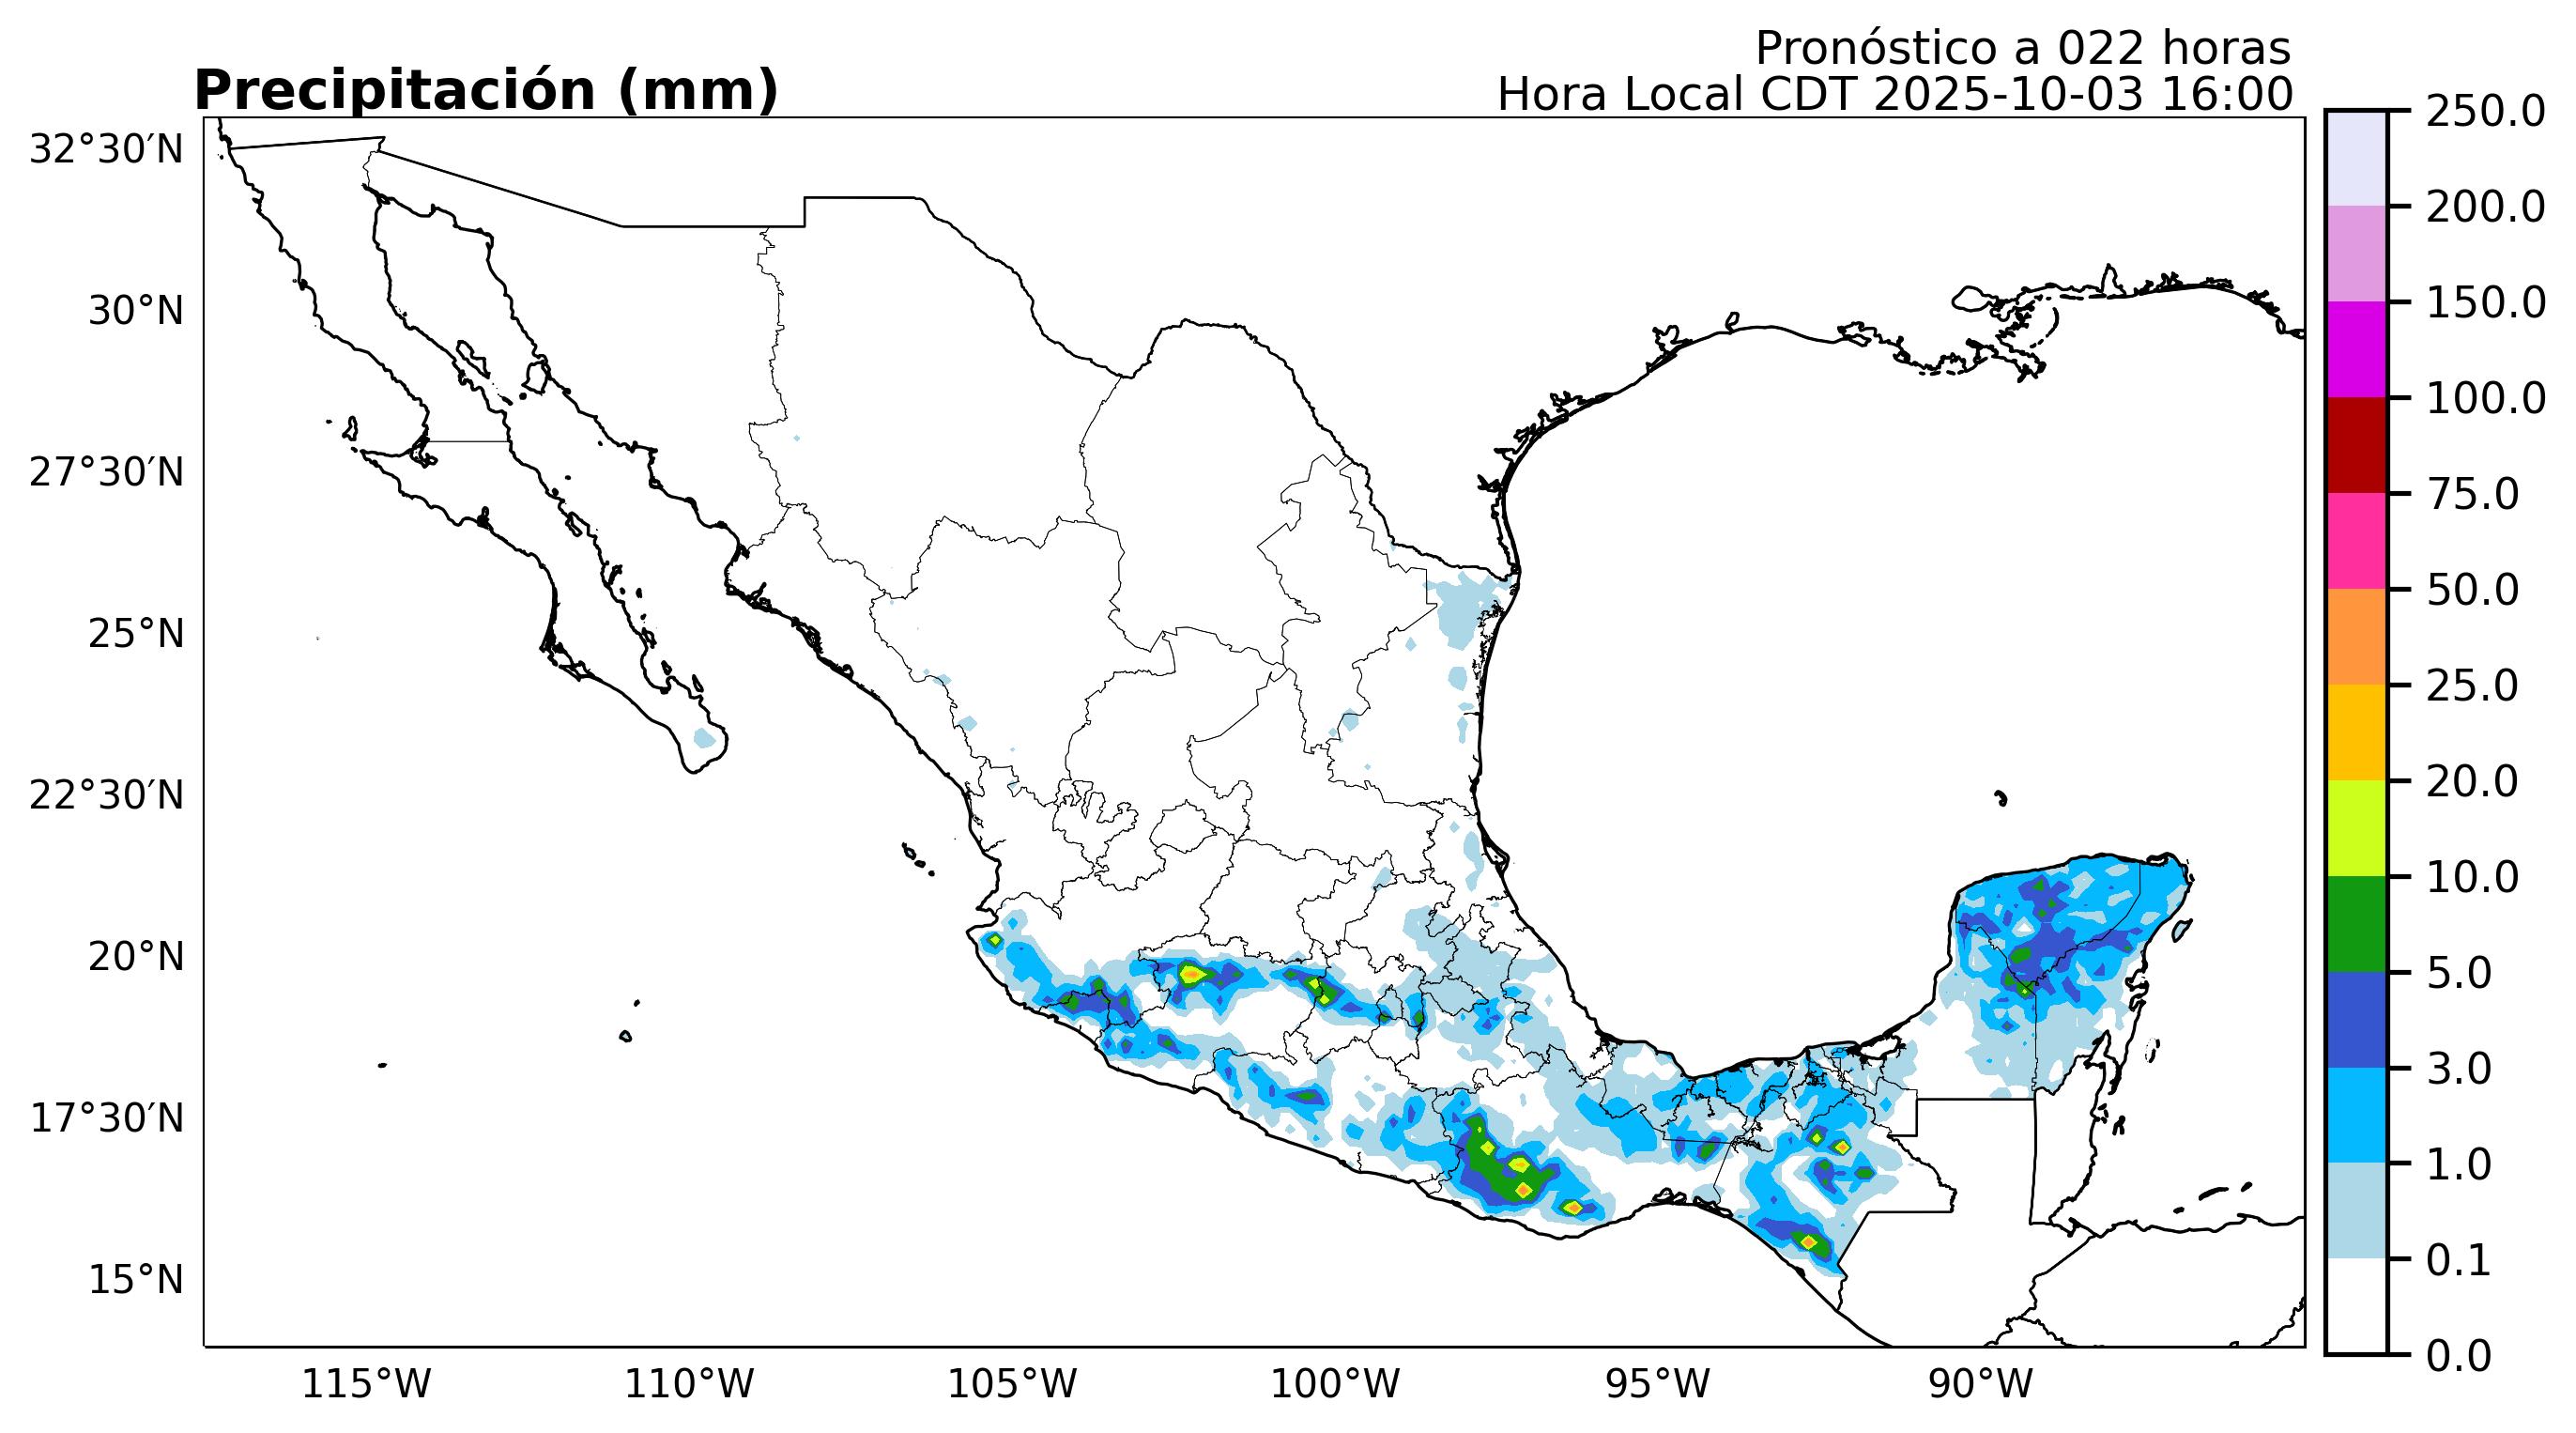 Pronóstico a 022 horas
Precipitación (mm)
Hora Local CDT 2025-10-03 16:00
32°30′N
30°N
27°30′N
25°N
22°30′N
20°N
17°30′N
15°N
115°W
110°W
105°W
100°W
95°W
90°W
250.0
200.0
150.0
100.0
75.0
50.0
25.0
20.0
10.0
5.0
3.0
1.0
0.1
0.0